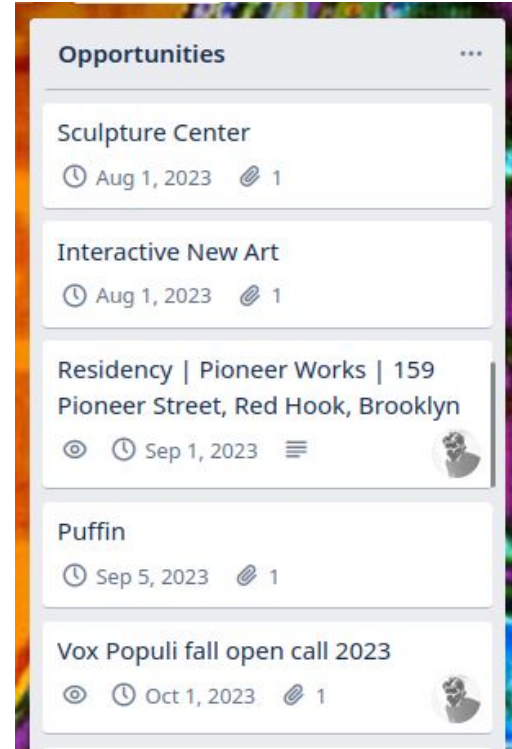 Opportunities
Sculpture Center
Aug 1, 2023 1
Interactive New Art
Aug 1, 2023 1
Residency | Pioneer Works | 159
Pioneer Street, Red Hook, Brooklyn
Sep 1, 2023
Puffin
Sep 5, 2023 1
Vox Populi fall open call 2023
Oct 1, 2023 1